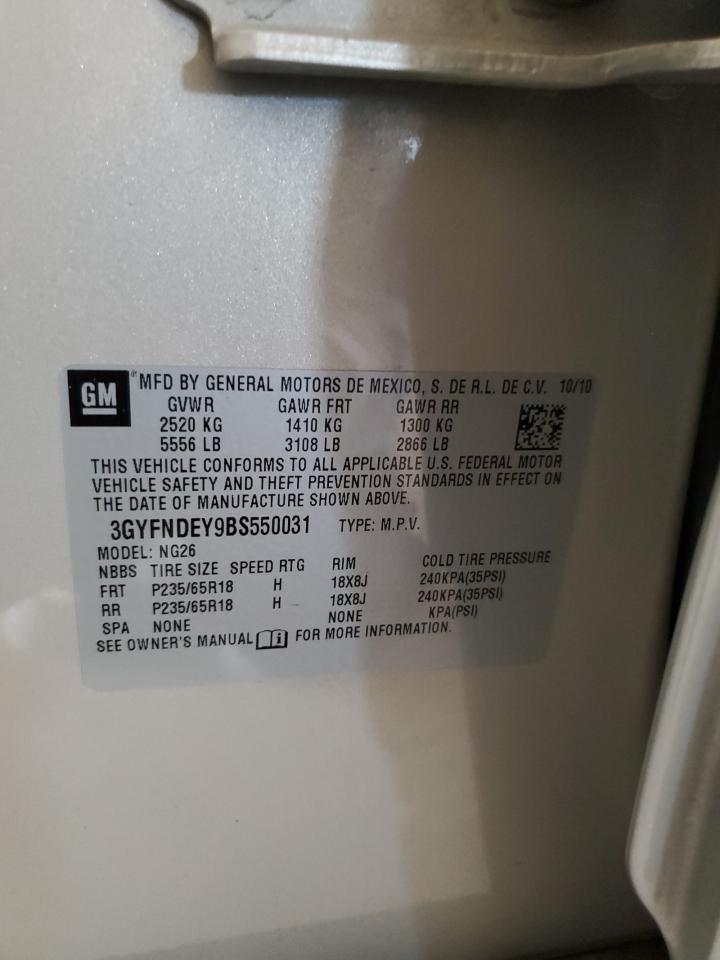 GM ® MFD BY GENERAL MOTORS DE MEXICO, S. DE R.L. DE C.V. 10/10
GVWR GAWR FRT GAWR RR
2520 KG 1410 KG 1300 KG
5556 LB 3108 LB 2866 LB
THIS VEHICLE CONFORMS TO ALL APPLICABLE U.S. FEDERAL MOTOR
VEHICLE SAFETY AND THEFT PREVENTION STANDARDS IN EFFECT ON
THE DATE OF MANUFACTURE SHOWN ABOVE.
3GYFNDEY9BS550031 TYPE: M.P.V.
MODEL: NG26
NBBS TIRE SIZE SPEED RTG RIM COLD TIRE PRESSURE
FRT P235/65R18 H 18X8J 240KPA(35PSI)
RR P235/65R18 H 18X8J 240KPA(35PSI)
SPA NONE NONE KPA(PSI)
SEE OWNER'S MANUAL i FOR MORE INFORMATION.